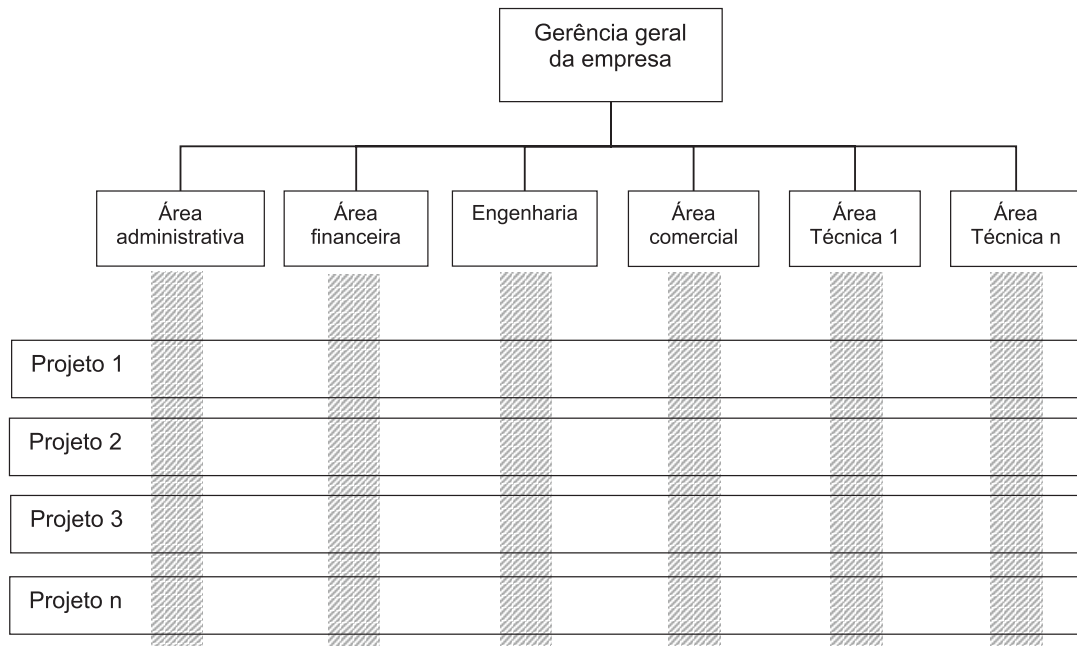 Gerência geral
da empresa
Área
administrativa
Área
financeira
Engenharia
Área
comercial
Área
Técnica 1
Área
Técnica n
Projeto 1
Projeto 2
Projeto 3
Projeto n